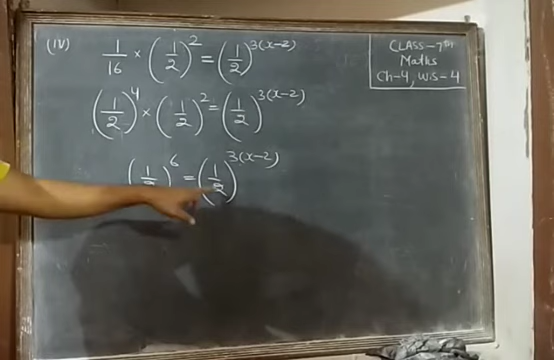 (iv) 1/16 × (1/2)^2 = (1/2)^3(x-2)
(1/2)^4 × (1/2)^2 = (1/2)^3(x-2)
(1/2)^6 = (1/2)^3(x-2)
CLASS-7th
Maths
Ch-4, W.S-4